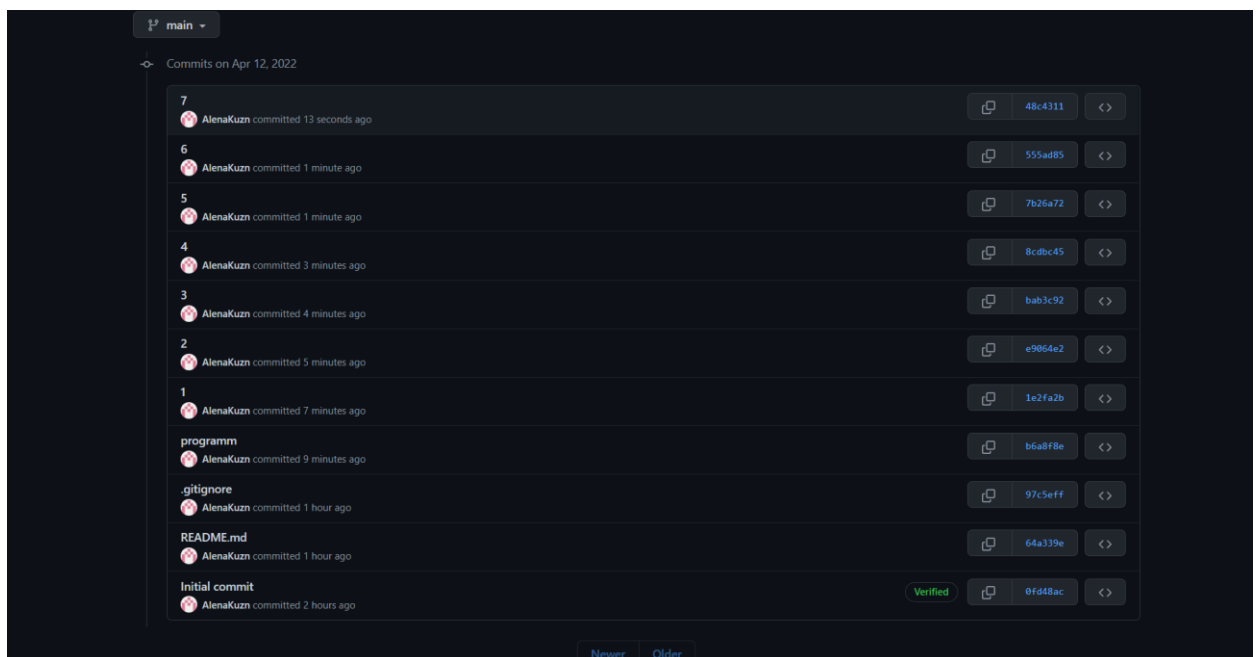 main
Commits on Apr 12, 2022
7
AlenaKuzn committed 13 seconds ago
48c4311
6
AlenaKuzn committed 1 minute ago
555ad85
5
AlenaKuzn committed 1 minute ago
7b26a72
4
AlenaKuzn committed 3 minutes ago
8cdbc45
3
AlenaKuzn committed 4 minutes ago
bab3c92
2
AlenaKuzn committed 5 minutes ago
e9064e2
1
AlenaKuzn committed 7 minutes ago
1e2fa2b
programm
AlenaKuzn committed 9 minutes ago
b6a8f8e
.gitignore
AlenaKuzn committed 1 hour ago
97c5eff
README.md
AlenaKuzn committed 1 hour ago
64a339e
Initial commit
AlenaKuzn committed 2 hours ago
Verified
0fd48ac
Newer Older